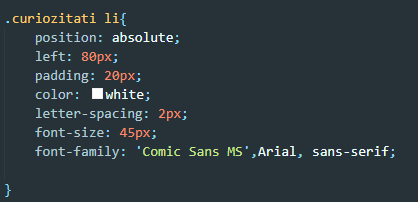 .curiozitati li{
position: absolute;
left: 80px;
padding: 20px;
color: white;
letter-spacing: 2px;
font-size: 45px;
font-family: 'Comic Sans MS',Arial, sans-serif;
}